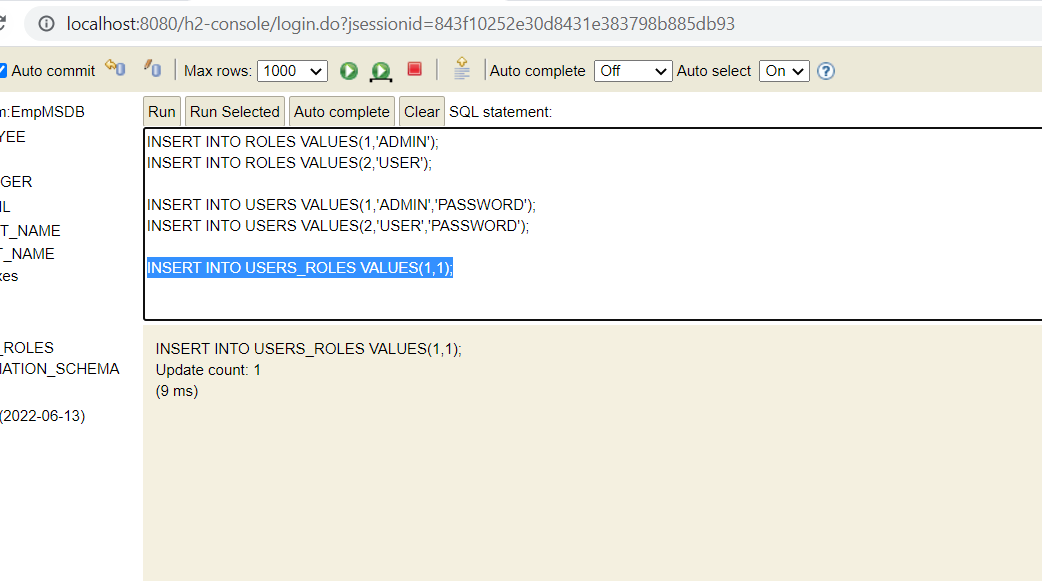 localhost:8080/h2-console/login.do?jsessionid=843f10252e30d8431e383798b885db93
Auto commit Max rows: 1000 Auto complete Off Auto select On ?
m:EmpMSDB
YEE
GER
IL
T_NAME
T_NAME
xes
_ROLES
MATION_SCHEMA
(2022-06-13)
Run Run Selected Auto complete Clear SQL statement:
INSERT INTO ROLES VALUES(1,'ADMIN');
INSERT INTO ROLES VALUES(2,'USER');
INSERT INTO USERS VALUES(1,'ADMIN','PASSWORD');
INSERT INTO USERS VALUES(2,'USER','PASSWORD');
INSERT INTO USERS_ROLES VALUES(1,1);
INSERT INTO USERS_ROLES VALUES(1,1);
Update count: 1
(9 ms)